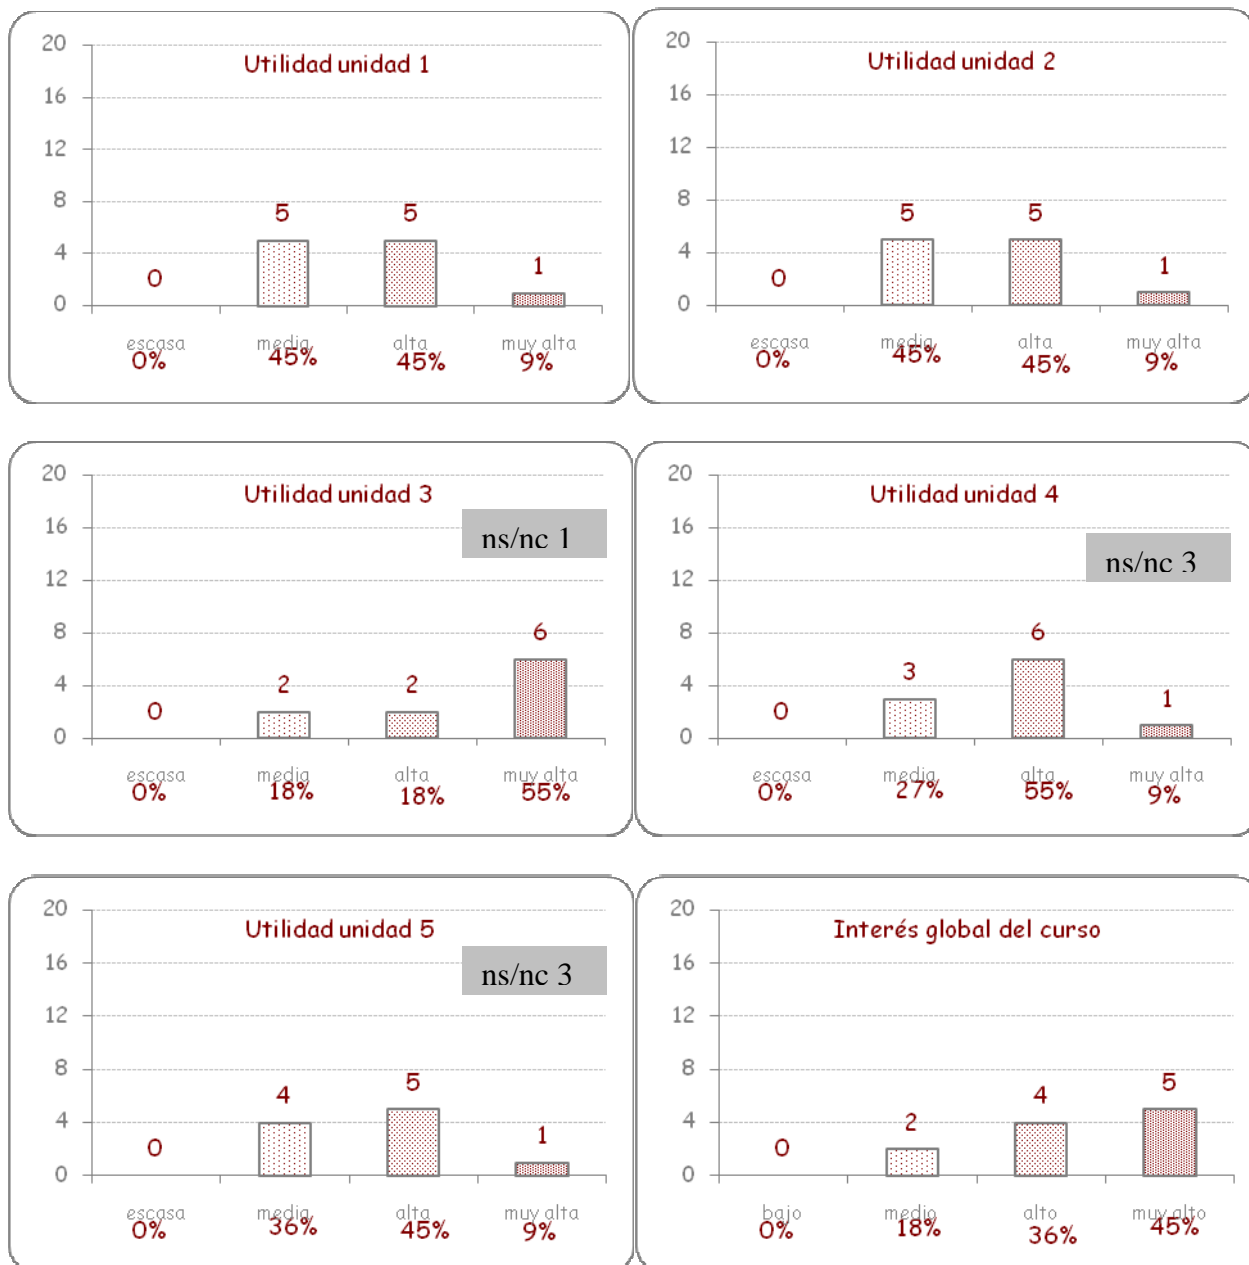 Utilidad unidad 1
20
16
12
8
4
0
0
5
5
1
escasa
media
alta
muy alta
0%
45%
45%
9%
Utilidad unidad 2
20
16
12
8
4
0
0
5
5
1
escasa
media
alta
muy alta
0%
45%
45%
9%
Utilidad unidad 3
ns/nc 1
20
16
12
8
4
0
0
2
2
6
escasa
media
alta
muy alta
0%
18%
18%
55%
Utilidad unidad 4
ns/nc 3
20
16
12
8
4
0
0
3
6
1
escasa
media
alta
muy alta
0%
27%
55%
9%
Utilidad unidad 5
ns/nc 3
20
16
12
8
4
0
0
4
5
1
escasa
media
alta
muy alta
0%
36%
45%
9%
Interés global del curso
20
16
12
8
4
0
0
2
4
5
bajo
medio
alto
muy alto
0%
18%
36%
45%